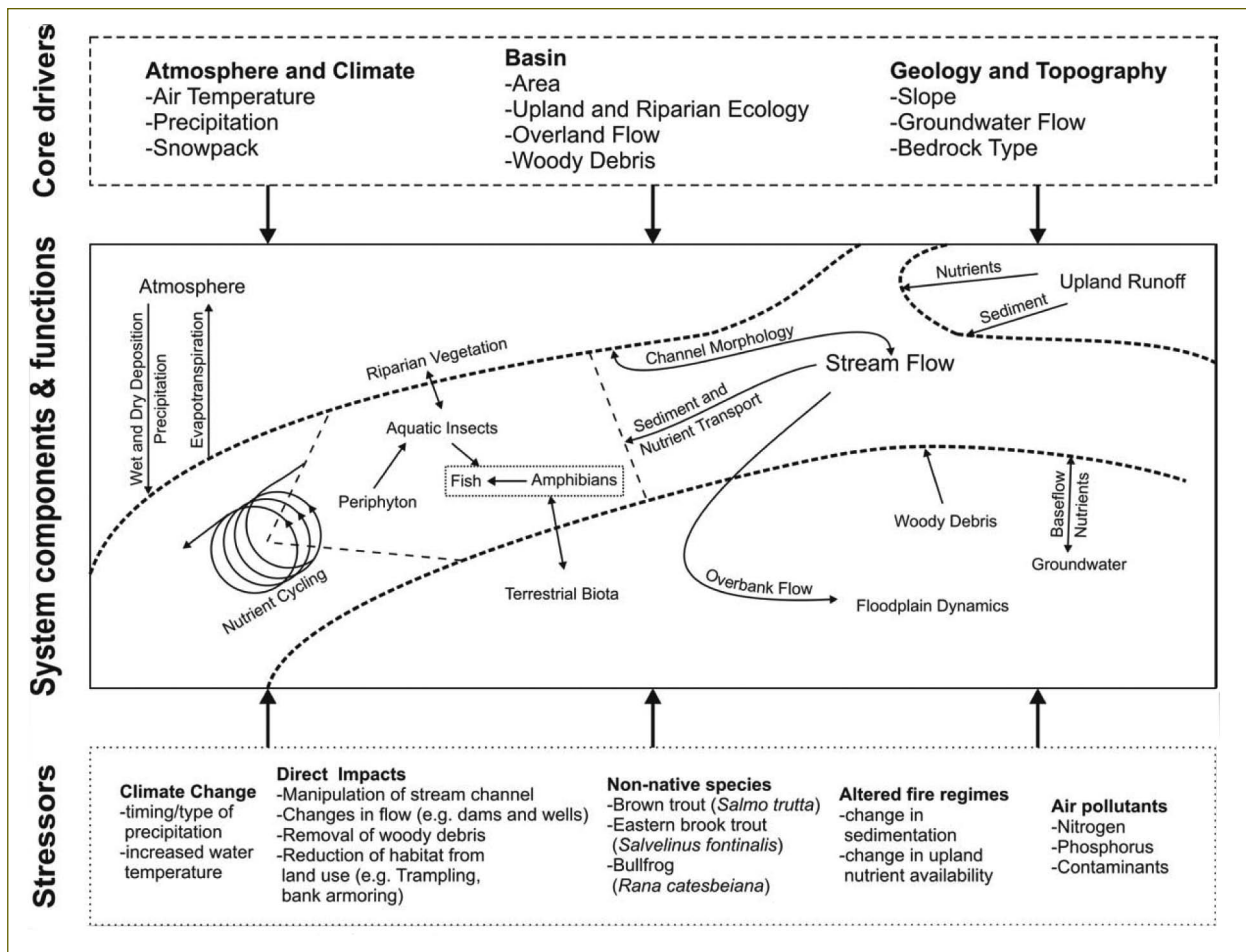 Core drivers
Atmosphere and Climate
-Air Temperature
-Precipitation
-Snowpack
Basin
-Area
-Upland and Riparian Ecology
-Overland Flow
-Woody Debris
Geology and Topography
-Slope
-Groundwater Flow
-Bedrock Type
System components & functions
Atmosphere
Wet and Dry Deposition
Precipitation
Evapotranspiration
Riparian Vegetation
Aquatic Insects
Periphyton
Fish
Amphibians
Terrestrial Biota
Nutrient Cycling
Channel Morphology
Stream Flow
Sediment and
Nutrient Transport
Nutrients
Upland Runoff
Sediment
Woody Debris
Baseflow
Nutrients
Groundwater
Overbank Flow
Floodplain Dynamics
Stressors
Climate Change
-timing/type of
precipitation
-increased water
temperature
Direct Impacts
-Manipulation of stream channel
-Changes in flow (e.g. dams and wells)
-Removal of woody debris
-Reduction of habitat from
land use (e.g. Trampling,
bank armoring)
Non-native species
-Brown trout (Salmo trutta)
-Eastern brook trout
(Salvelinus fontinalis)
-Bullfrog
(Rana catesbeiana)
Altered fire regimes
-change in
sedimentation
-change in upland
nutrient availability
Air pollutants
-Nitrogen
-Phosphorus
-Contaminants